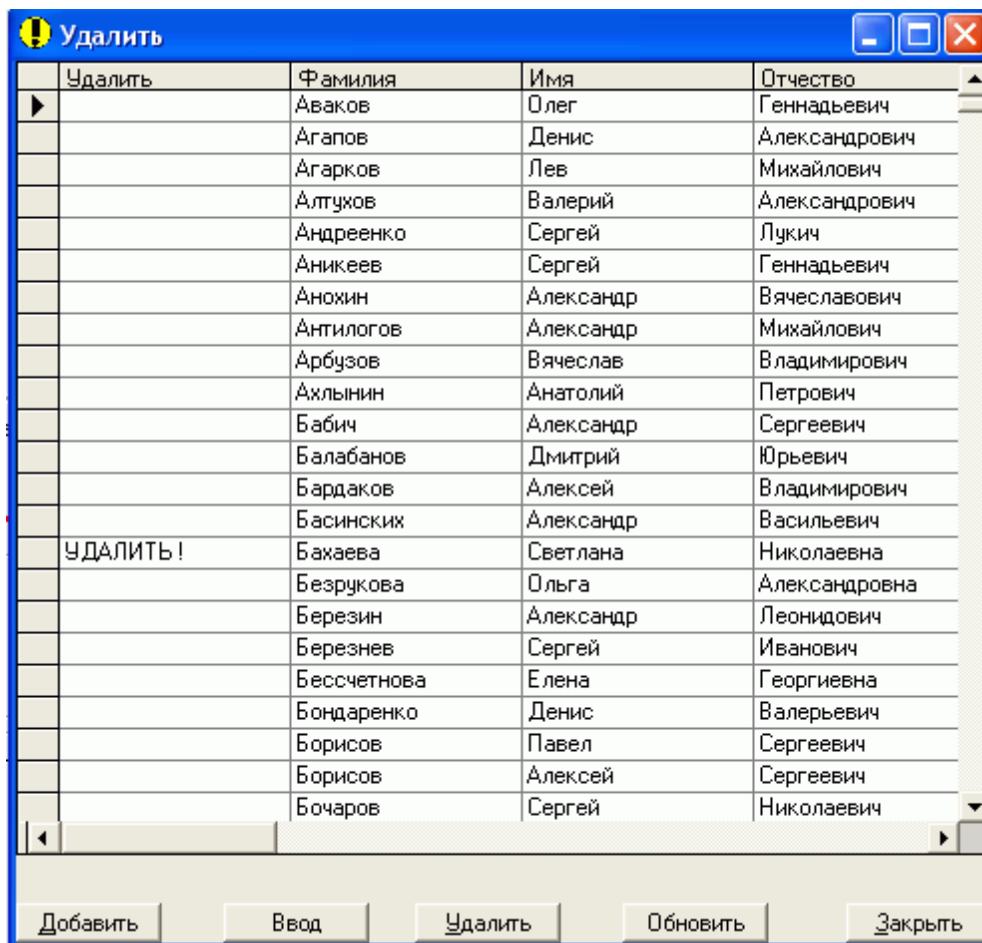 Удалить
Удалить Фамилия Имя Отчество
Аваков Олег Геннадьевич
Агапов Денис Александрович
Агарков Лев Михайлович
Алтухов Валерий Александрович
Андреенко Сергей Лукич
Аникеев Сергей Геннадьевич
Анохин Александр Вячеславович
Антилогов Александр Михайлович
Арбузов Вячеслав Владимирович
Ахлынин Анатолий Петрович
Бабич Александр Сергеевич
Балабанов Дмитрий Юрьевич
Бардаков Алексей Владимирович
Басинских Александр Васильевич
УДАЛИТЬ! Бахаева Светлана Николаевна
Безрукова Ольга Александровна
Березин Александр Леонидович
Березнев Сергей Иванович
Бессчетнова Елена Георгиевна
Бондаренко Денис Валерьевич
Борисов Павел Сергеевич
Борисов Алексей Сергеевич
Бочаров Сергей Николаевич
Добавить Ввод Удалить Обновить Закрыть